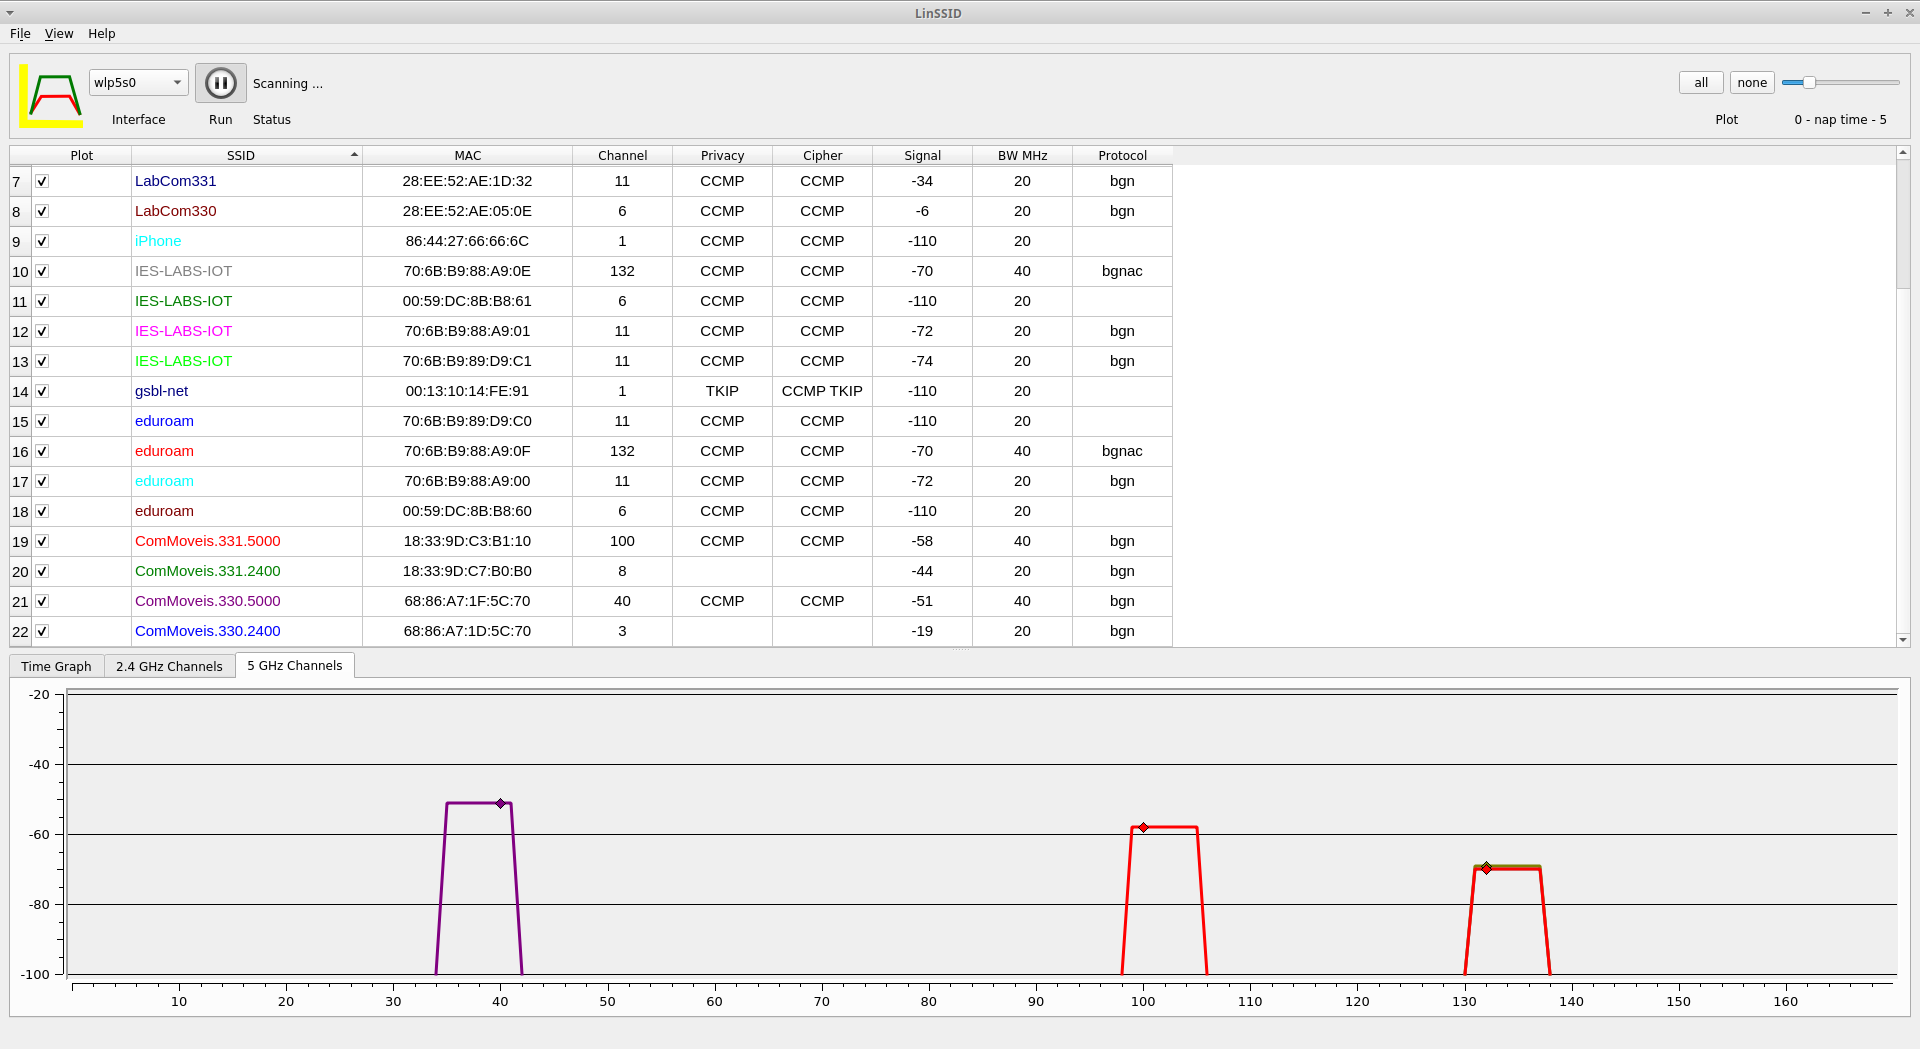 LinSSID
File View Help
wlp5s0 Scanning ... all none
Interface Run Status Plot 0 - nap time - 5
Plot SSID MAC Channel Privacy Cipher Signal BW MHz Protocol
7 LabCom331 28:EE:52:AE:1D:32 11 CCMP CCMP -34 20 bgn
8 LabCom330 28:EE:52:AE:05:0E 6 CCMP CCMP -6 20 bgn
9 iPhone 86:44:27:66:66:6C 1 CCMP CCMP -110 20
10 IES-LABS-IOT 70:6B:B9:88:A9:0E 132 CCMP CCMP -70 40 bgnac
11 IES-LABS-IOT 00:59:DC:8B:B8:61 6 CCMP CCMP -110 20
12 IES-LABS-IOT 70:6B:B9:88:A9:01 11 CCMP CCMP -72 20 bgn
13 IES-LABS-IOT 70:6B:B9:89:D9:C1 11 CCMP CCMP -74 20 bgn
14 gsbl-net 00:13:10:14:FE:91 1 TKIP CCMP TKIP -110 20
15 eduroam 70:6B:B9:89:D9:C0 11 CCMP CCMP -110 20
16 eduroam 70:6B:B9:88:A9:0F 132 CCMP CCMP -70 40 bgnac
17 eduroam 70:6B:B9:88:A9:00 11 CCMP CCMP -72 20 bgn
18 eduroam 00:59:DC:8B:B8:60 6 CCMP CCMP -110 20
19 ComMoveis.331.5000 18:33:9D:C3:B1:10 100 CCMP CCMP -58 40 bgn
20 ComMoveis.331.2400 18:33:9D:C7:B0:B0 8 -44 20 bgn
21 ComMoveis.330.5000 68:86:A7:1F:5C:70 40 CCMP CCMP -51 40 bgn
22 ComMoveis.330.2400 68:86:A7:1D:5C:70 3 -19 20 bgn
Time Graph 2.4 GHz Channels 5 GHz Channels
-20
-40
-60
-80
-100
10 20 30 40 50 60 70 80 90 100 110 120 130 140 150 160